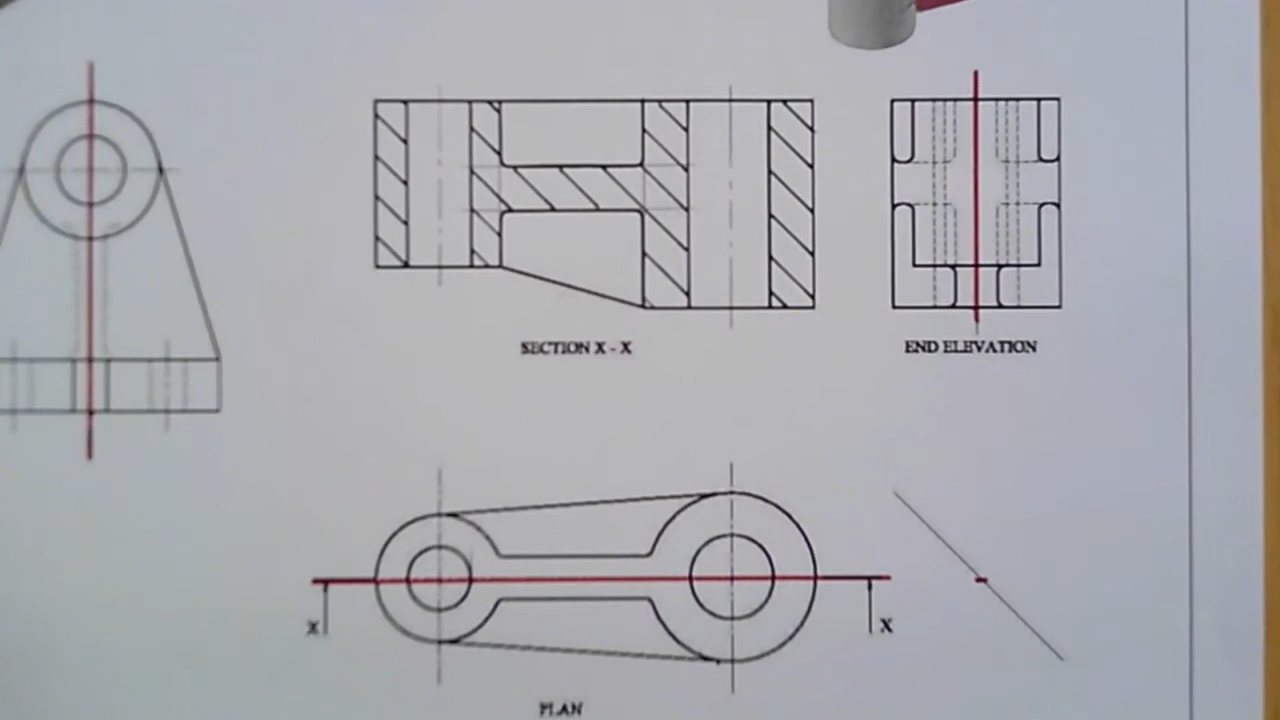 SECTION X - X
END ELEVATION
X
X
PLAN